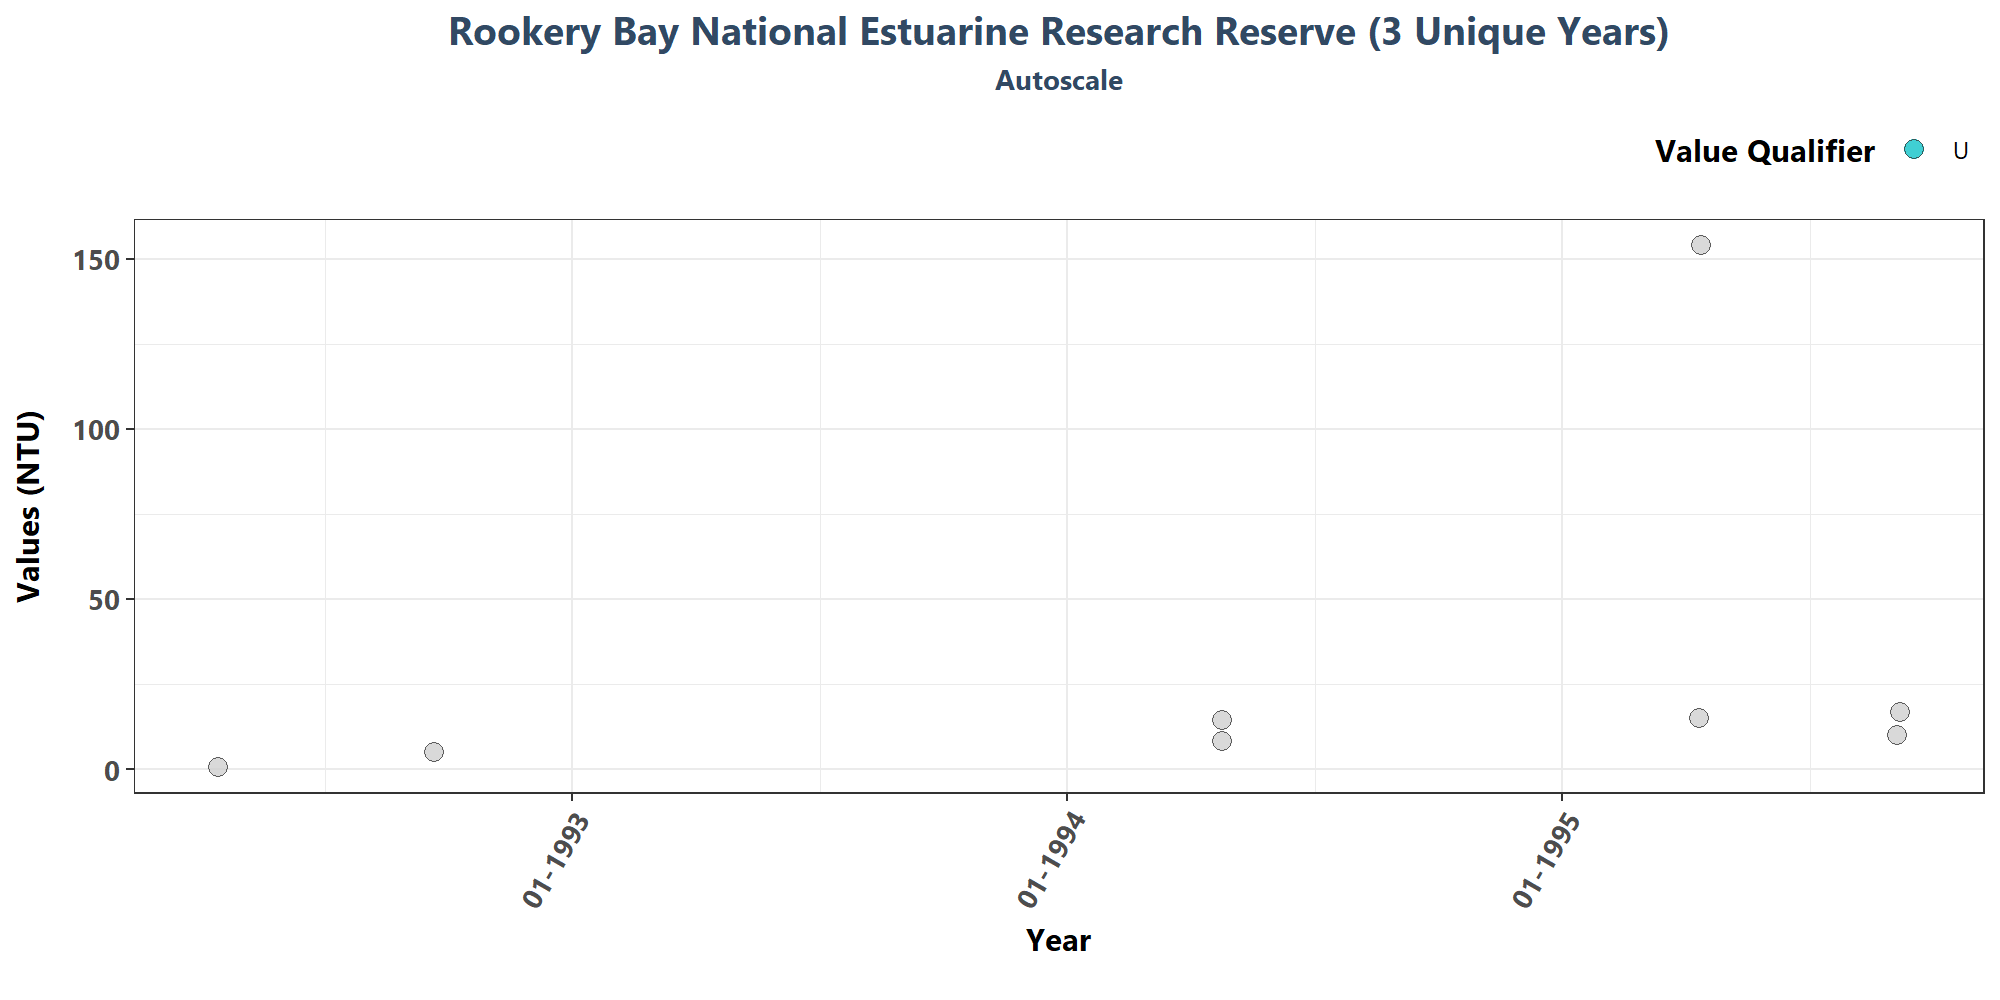 Rookery Bay National Estuarine Research Reserve (3 Unique Years)
Autoscale
Value Qualifier U
150
100
50
0
Values (NTU)
01-1993
01-1994
01-1995
Year